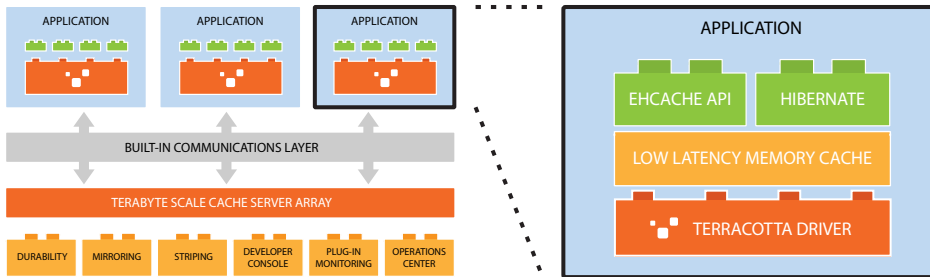 APPLICATION
APPLICATION
APPLICATION
BUILT-IN COMMUNICATIONS LAYER
TERABYTE SCALE CACHE SERVER ARRAY
DURABILITY
MIRRORING
STRIPING
DEVELOPER
CONSOLE
PLUG-IN
MONITORING
OPERATIONS
CENTER
APPLICATION
EHCACHE API
HIBERNATE
LOW LATENCY MEMORY CACHE
TERRACOTTA DRIVER